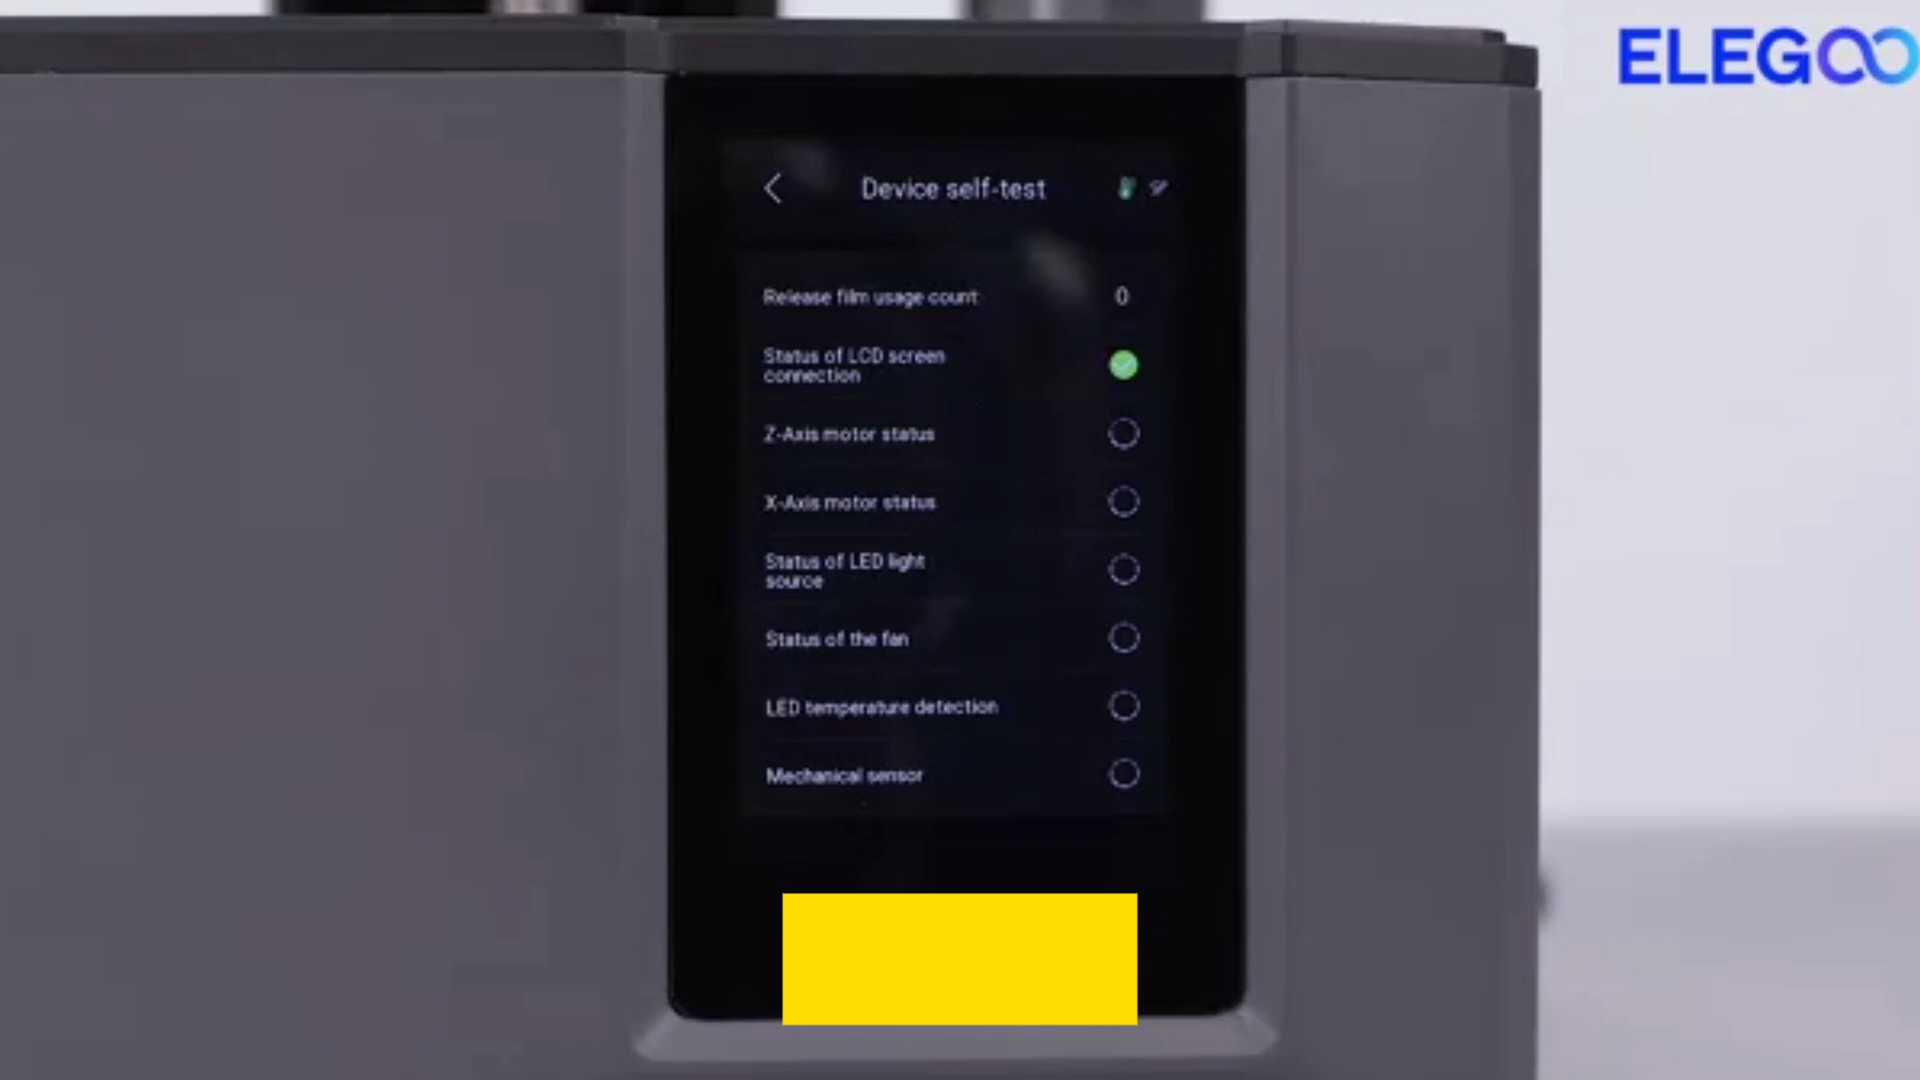 ELEGOO
Device self-test
Release film usage count
0
Status of LCD screen
connection
Z-Axis motor status
X-Axis motor status
Status of LED light
source
Status of the fan
LED temperature detection
Mechanical sensor